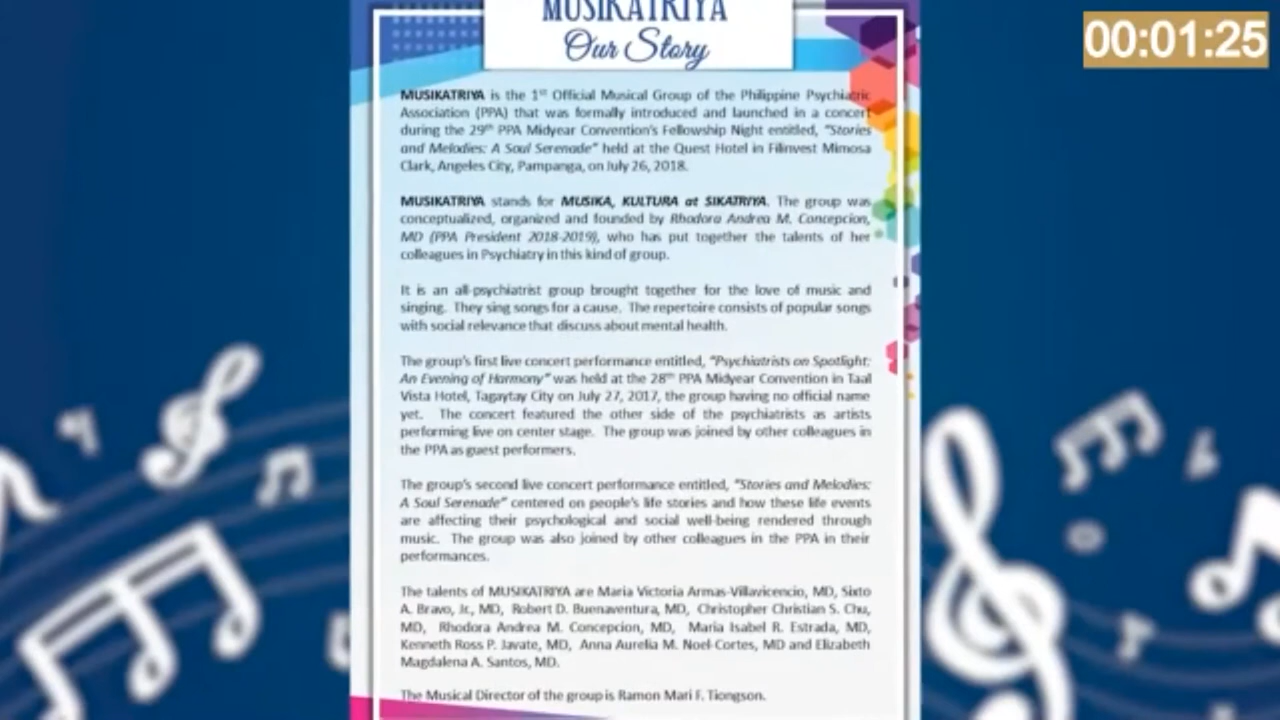 MUSIKATRIYA
Our Story
00:01:25
MUSIKATRIYA is the 1st Official Musical Group of the Philippine Psychiatric
Association (PPA) that was formally introduced and launched in a concert
during the 29th PPA Midyear Convention's Fellowship Night entitled, "Stories
and Melodies: A Soul Serenade" held at the Quest Hotel in Filinvest Mimosa
Clark, Angeles City, Pampanga, on July 26, 2018.
MUSIKATRIYA stands for MUSIKA, KULTURA at SIKATRIYA. The group was
conceptualized, organized and founded by Rhodora Andrea M. Concepcion,
MD (PPA President 2018-2019), who has put together the talents of her
colleagues in Psychiatry in this kind of group.
It is an all-psychiatrist group brought together for the love of music and
singing. They sing songs for a cause. The repertoire consists of popular songs
with social relevance that discuss about mental health.
The group's first live concert performance entitled, "Psychiatrists on Spotlight:
An Evening of Harmony" was held at the 28th PPA Midyear Convention in Taal
Vista Hotel, Tagaytay City on July 27, 2017, the group having no official name
yet. The concert featured the other side of the psychiatrists as artists
performing live on center stage. The group was joined by other colleagues in
the PPA as guest performers.
The group's second live concert performance entitled, "Stories and Melodies:
A Soul Serenade" centered on people's life stories and how these life events
are affecting their psychological and social well-being rendered through
music. The group was also joined by other colleagues in the PPA in their
performances.
The talents of MUSIKATRIYA are Maria Victoria Armas-Villavicencio, MD, Sixto
A. Bravo, Jr., MD, Robert D. Buenaventura, MD, Christopher Christian S. Chu,
MD, Rhodora Andrea M. Concepcion, MD, Maria Isabel R. Estrada, MD,
Kenneth Ross P. Javate, MD, Anna Aurelia M. Noel-Cortes, MD and Elizabeth
Magdalena A. Santos, MD.
The Musical Director of the group is Ramon Mari F. Tiongson.